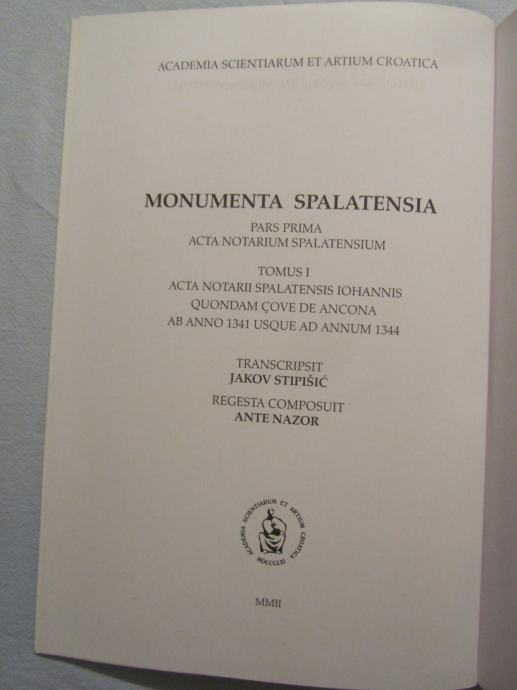 ACADEMIA SCIENTIARUM ET ARTIUM CROATICA
MONUMENTA SPALATENSIA
PARS PRIMA
ACTA NOTARIUM SPALATENSIUM
TOMUS I
ACTA NOTARII SPALATENSIS IOHANNIS
QUONDAM ÇOVE DE ANCONA
AB ANNO 1341 USQUE AD ANNUM 1344
TRANSCRIPSIT
JAKOV STIPIŠIĆ
REGESTA COMPOSUIT
ANTE NAZOR
ACADEMIA SCIENTIARUM ET ARTIUM CROATICA
MDCCCLXI
MMII